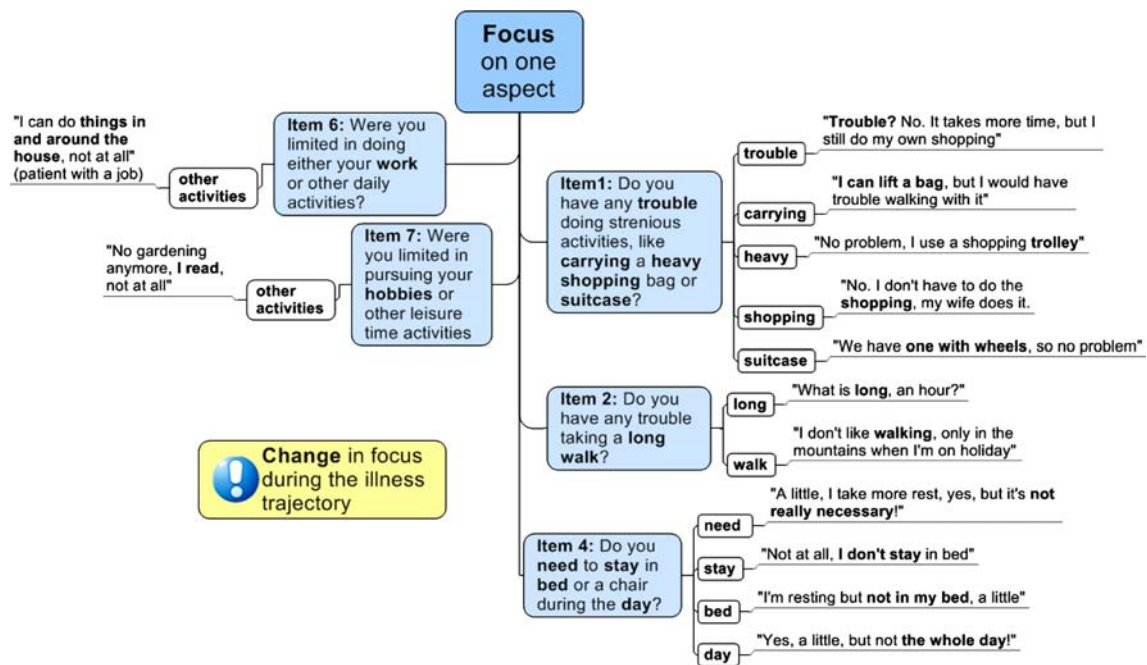 Focus
on one
aspect
"I can do things in
and around the
house, not at all"
(patient with a job)
other
activities
Item 6: Were you
limited in doing
either your work
or other daily
activities?
"No gardening
anymore, I read,
not at all"
other
activities
Item 7: Were
you limited in
pursuing your
hobbies or
other leisure
time activities
Item1: Do you
have any trouble
doing strenious
activities, like
carrying a heavy
shopping bag or
suitcase?
trouble
"Trouble? No. It takes more time, but I
still do my own shopping"
carrying
"I can lift a bag, but I would have
trouble walking with it"
heavy
"No problem, I use a shopping trolley"
shopping
"No. I don't have to do the
shopping, my wife does it.
suitcase
"We have one with wheels, so no problem"
Item 2: Do you
have any trouble
taking a long
walk?
long
"What is long, an hour?"
walk
"I don't like walking, only in the
mountains when I'm on holiday"
Change in focus
during the illness
trajectory
Item 4: Do you
need to stay in
bed or a chair
during the day?
need
"A little, I take more rest, yes, but it's not
really necessary!"
stay
"Not at all, I don't stay in bed"
bed
"I'm resting but not in my bed, a little"
day
"Yes, a little, but not the whole day!"